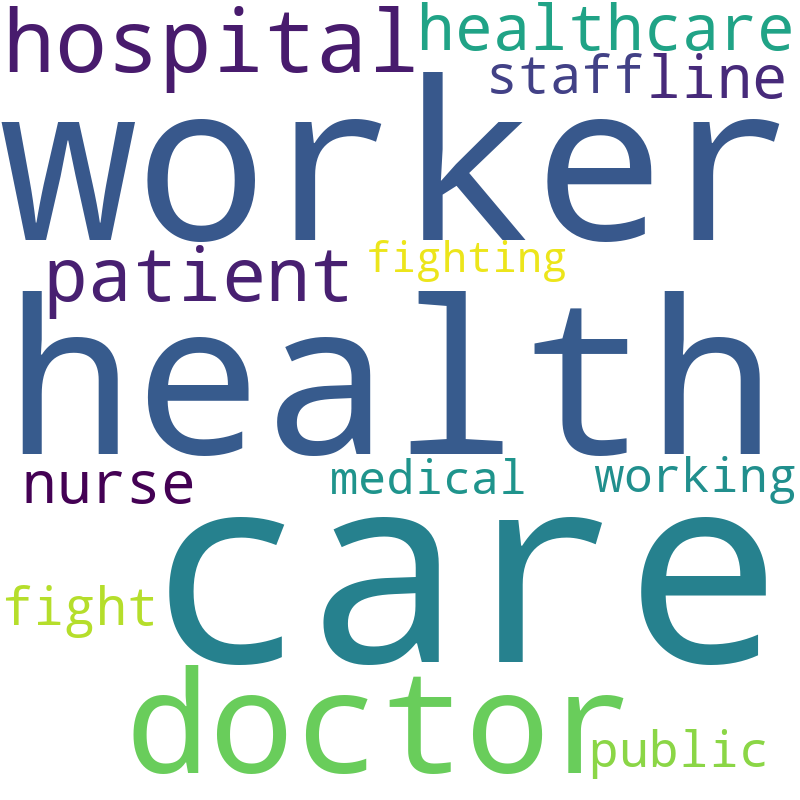 hospital healthcare
staff line
worker
patient fighting
health
nurse medical working
care
fight
doctor
public